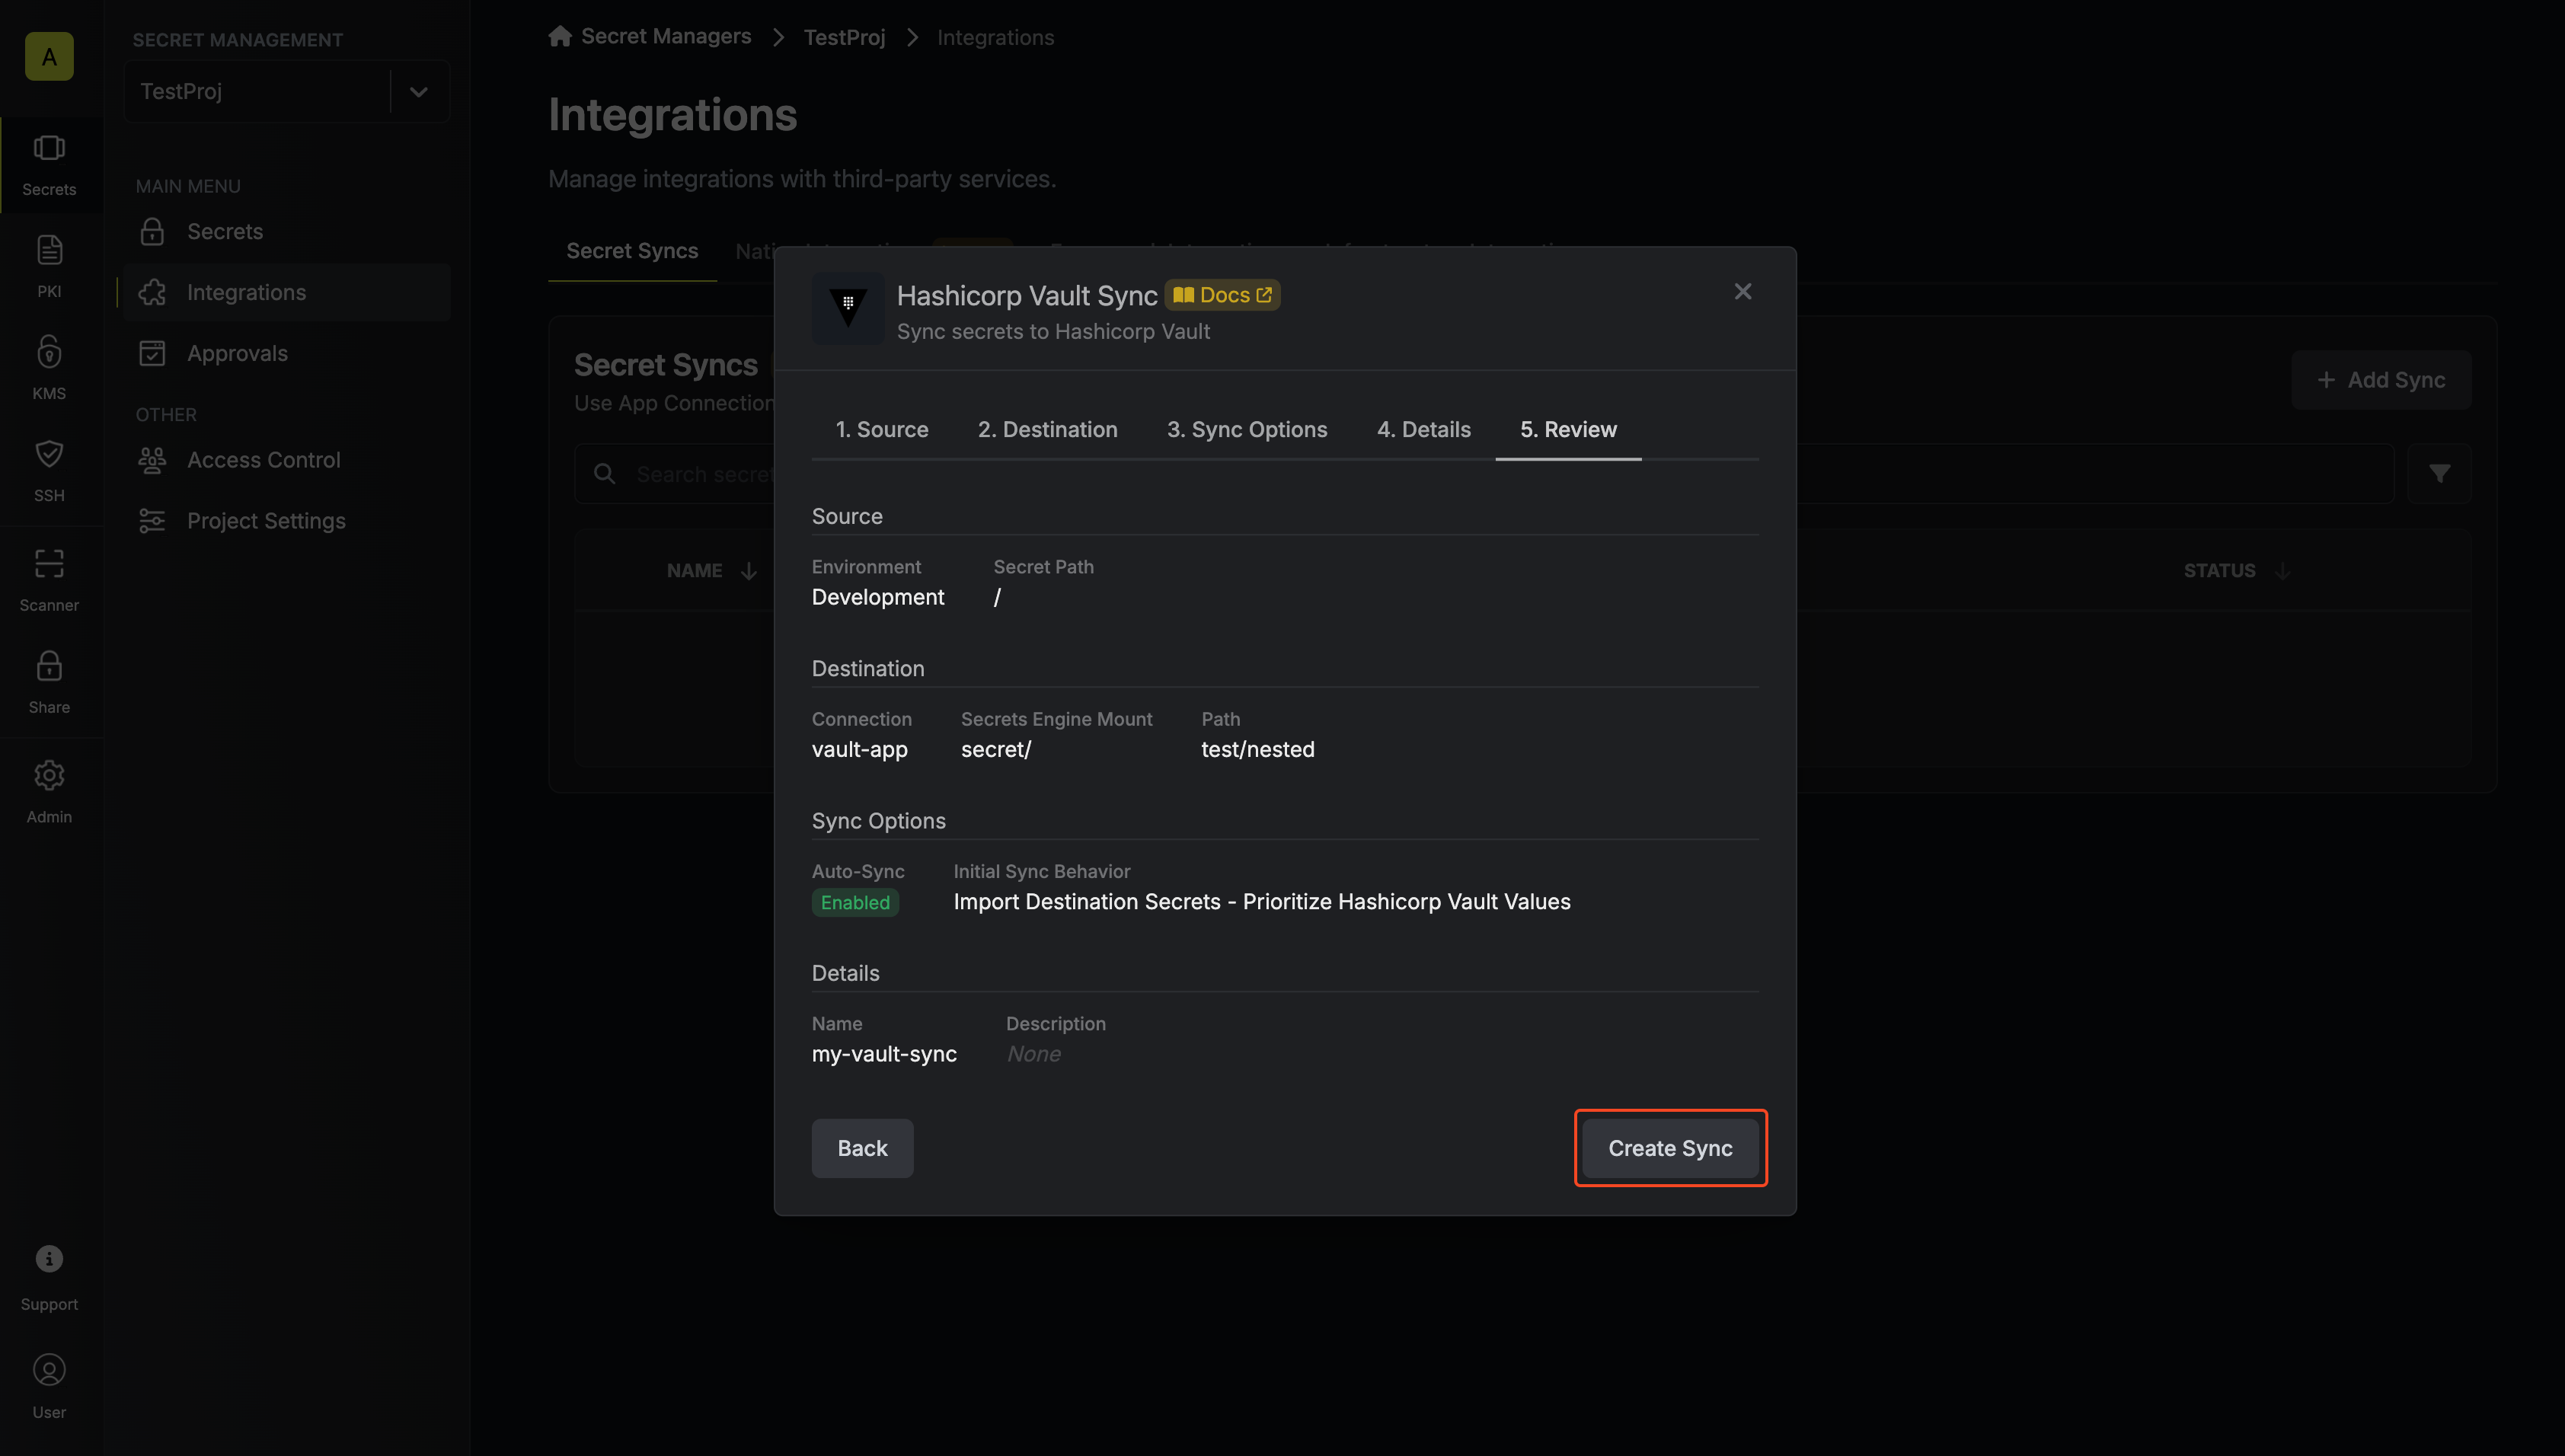 A
Secrets
PKI
KMS
SSH
Scanner
Share
Admin
Support
User
SECRET MANAGEMENT
TestProj
MAIN MENU
Secrets
Integrations
Approvals
OTHER
Access Control
Project Settings
Secret Managers
TestProj
Integrations
Integrations
Manage integrations with third-party services.
Secret Syncs
Secret Syncs
Use App Connection
Add Sync
Search secret
NAME
STATUS
Hashicorp Vault Sync Docs
Sync secrets to Hashicorp Vault
1. Source 2. Destination 3. Sync Options 4. Details 5. Review
Source
Environment Secret Path
Development /
Destination
Connection Secrets Engine Mount Path
vault-app secret/ test/nested
Sync Options
Auto-Sync Initial Sync Behavior
Enabled Import Destination Secrets - Prioritize Hashicorp Vault Values
Details
Name Description
my-vault-sync None
Back Create Sync